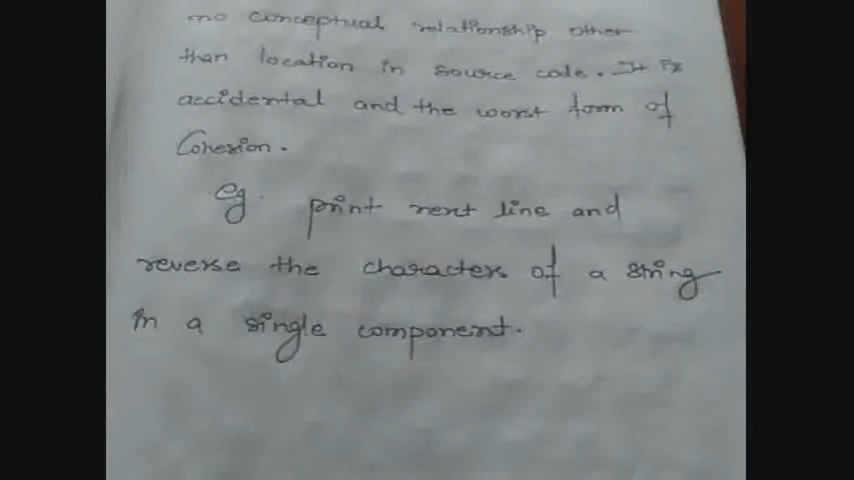 no conceptual relationship other
than location in source code. It is
accidental and the worst form of
Cohesion.
eg. print next line and
reverse the characters of a string
in a single component.